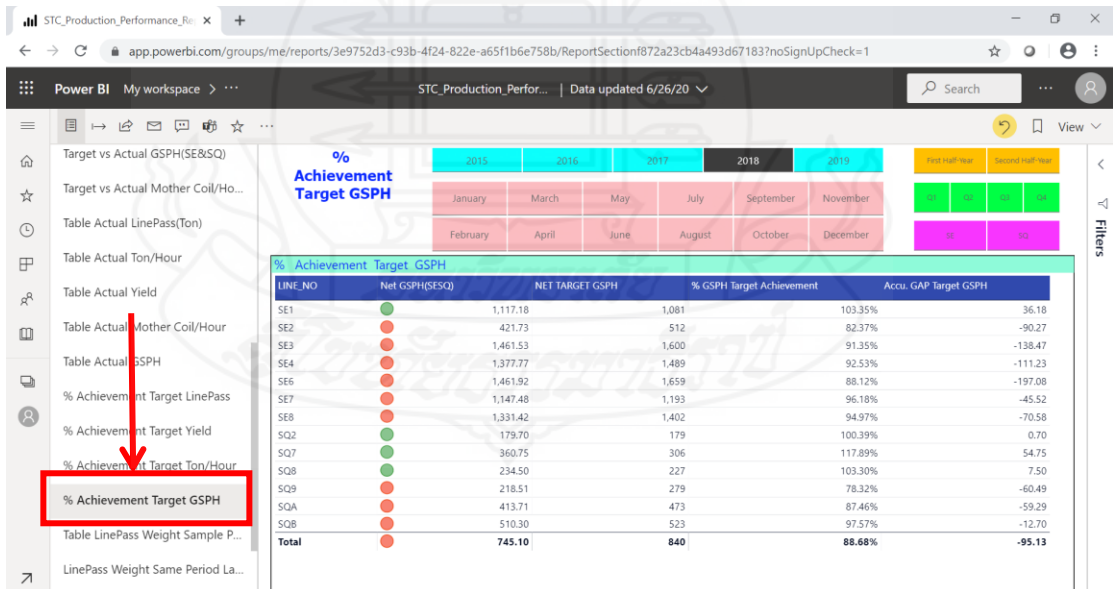 STC_Production_Performance_Re
app.powerbi.com/groups/me/reports/3e9752d3-c93b-4f24-822e-a65f1b6e758b/ReportSectionf872a23cb4a493d67183?noSignUpCheck=1
Power BI My workspace > ··· STC_Production_Perfor... | Data updated 6/26/20 Search ···
View
Target vs Actual GSPH(SE&SQ)
Target vs Actual Mother Coil/Ho...
Table Actual LinePass(Ton)
Table Actual Ton/Hour
Table Actual Yield
Table Actual Mother Coil/Hour
Table Actual GSPH
% Achievement Target LinePass
% Achievement Target Yield
% Achievement Target Ton/Hour
% Achievement Target GSPH
Table LinePass Weight Sample P...
LinePass Weight Same Period La...
%
Achievement
Target GSPH
2015 2016 2017 2018 2019
January March May July September November
February April June August October December
First Half-Year Second Half-Year
Q1 Q2 Q3 Q4
SE SQ
Filters
% Achievement Target GSPH
LINE_NO Net GSPH(SESQ) NET TARGET GSPH % GSPH Target Achievement Accu. GAP Target GSPH
SE1 1,117.18 1,081 103.35% 36.18
SE2 421.73 512 82.37% -90.27
SE3 1,461.53 1,600 91.35% -138.47
SE4 1,377.77 1,489 92.53% -111.23
SE6 1,461.92 1,659 88.12% -197.08
SE7 1,147.48 1,193 96.18% -45.52
SE8 1,331.42 1,402 94.97% -70.58
SQ2 179.70 179 100.39% 0.70
SQ7 360.75 306 117.89% 54.75
SQ8 234.50 227 103.30% 7.50
SQ9 218.51 279 78.32% -60.49
SQA 413.71 473 87.46% -59.29
SQB 510.30 523 97.57% -12.70
Total 745.10 840 88.68% -95.13